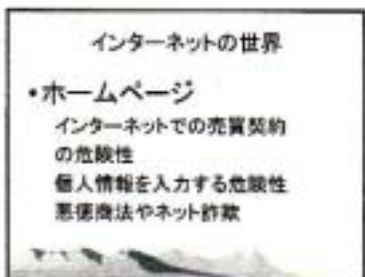 インターネットの世界
・ホームページ
インターネットでの売買契約
の危険性
個人情報を入力する危険性
悪徳商法やネット詐欺